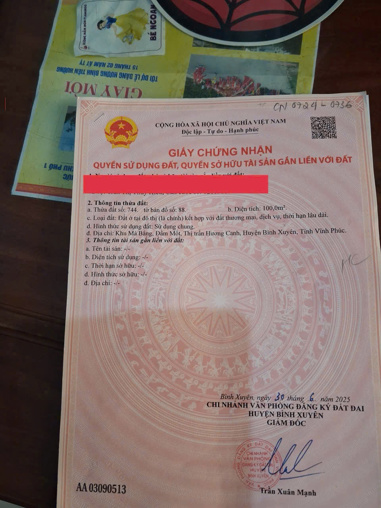 BÉ NGOAN
GIẤY MỜI
CN 0724 - 0736
CỘNG HÒA XÃ HỘI CHỦ NGHĨA VIỆT NAM
Độc lập - Tự do - Hạnh phúc
GIẤY CHỨNG NHẬN
QUYỀN SỬ DỤNG ĐẤT, QUYỀN SỞ HỮU TÀI SẢN GẮN LIỀN VỚI ĐẤT
2. Thông tin thửa đất:
a. Thửa đất số: 744. tờ bản đồ số: 88. b. Diện tích: 100,0m².
c. Loại đất: Đất ở tại đô thị (là chính) kết hợp với đất thương mại, dịch vụ, thời hạn lâu dài.
d. Hình thức sử dụng đất: Sử dụng chung.
đ. Địa chỉ: Khu Má Bằng, Đầm Mốt, Thị trấn Hương Canh, Huyện Bình Xuyên, Tỉnh Vĩnh Phúc.
3. Thông tin tài sản gắn liền với đất:
a. Tên tài sản: -/-
b. Diện tích sử dụng: -/-
c. Thời hạn sở hữu: -/-
d. Hình thức sở hữu: -/-
đ. Địa chỉ: -/-
Bình Xuyên, ngày 30 tháng 6 năm 2025
CHI NHÁNH VĂN PHÒNG ĐĂNG KÝ ĐẤT ĐAI
HUYỆN BÌNH XUYÊN
GIÁM ĐỐC
Trần Xuân Mạnh
AA 03090513